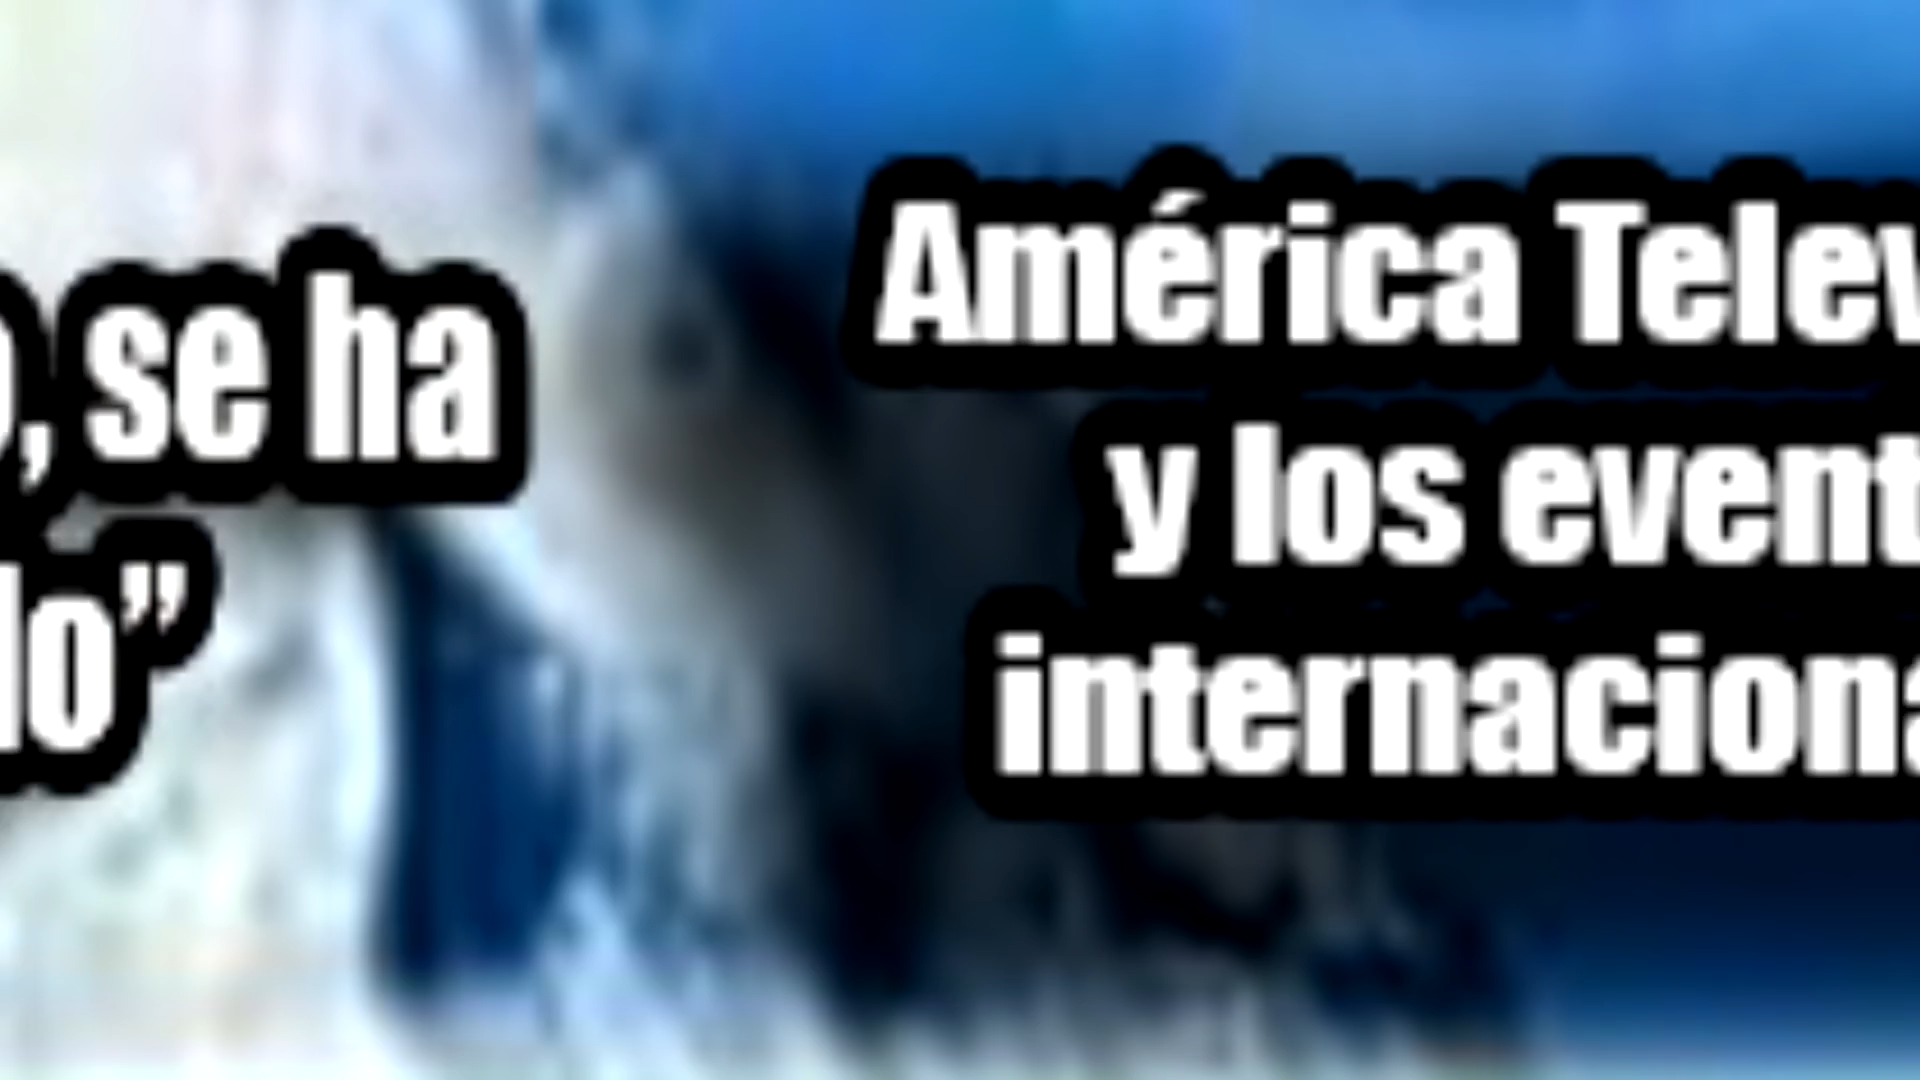 , se ha
lo”
América Telev
y los event
internaciona